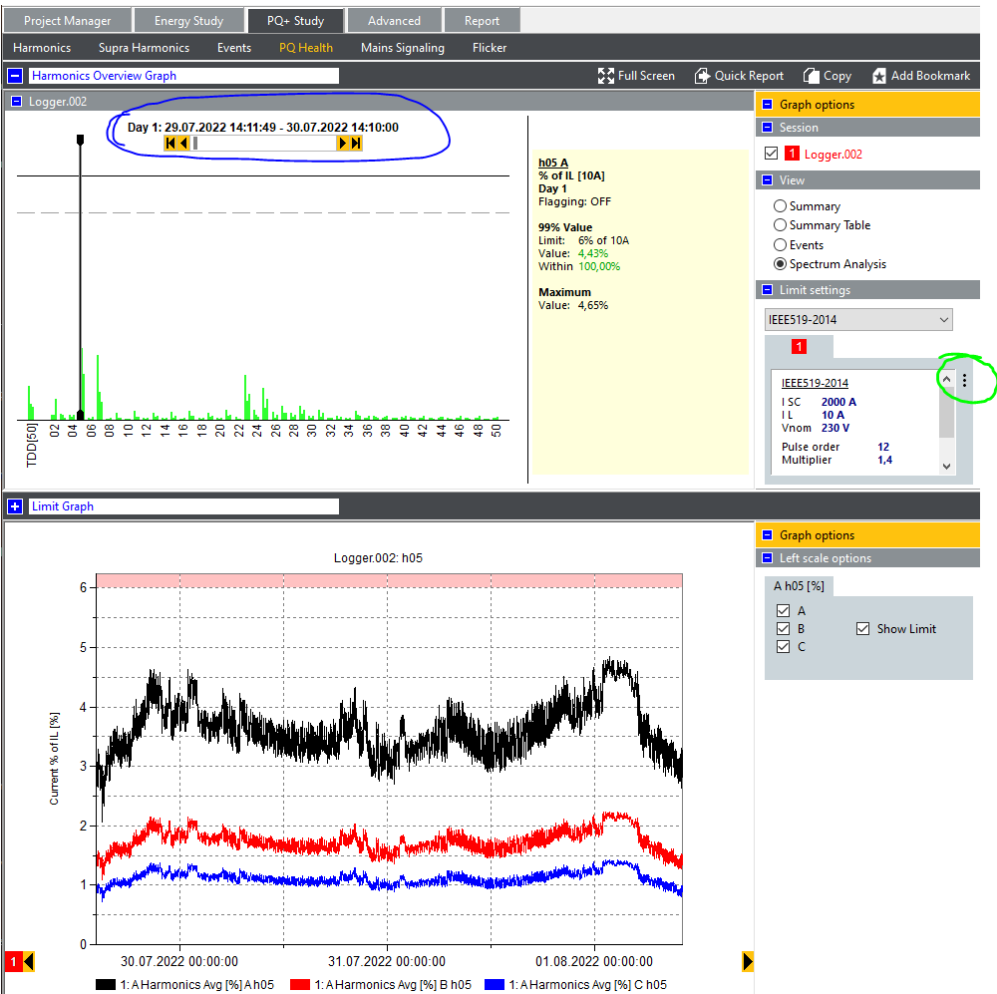 Project Manager
Energy Study
PQ+ Study
Advanced
Report
Harmonics
Supra Harmonics
Events
PQ Health
Mains Signaling
Flicker
Harmonics Overview Graph
Full Screen
Quick Report
Copy
Add Bookmark
Logger.002
Day 1: 29.07.2022 14:11:49 - 30.07.2022 14:10:00
TDD[50]
02
04
06
08
10
12
14
16
18
20
22
24
26
28
30
32
34
36
38
40
42
44
46
48
50
h05 A
% of IL [10A]
Day 1
Flagging: OFF
99% Value
Limit: 6% of 10A
Value: 4,43%
Within 100,00%
Maximum
Value: 4,65%
Graph options
Session
1 Logger.002
View
Summary
Summary Table
Events
Spectrum Analysis
Limit settings
IEEE519-2014
1
IEEE519-2014
I SC 2000 A
I L 10 A
Vnom 230 V
Pulse order 12
Multiplier 1,4
Limit Graph
Logger.002: h05
Current % of IL [%]
6
5
4
3
2
1
0
1
30.07.2022 00:00:00
31.07.2022 00:00:00
01.08.2022 00:00:00
1: A Harmonics Avg [%] A h05
1: A Harmonics Avg [%] B h05
1: A Harmonics Avg [%] C h05
Graph options
Left scale options
A h05 [%]
A
B
Show Limit
C